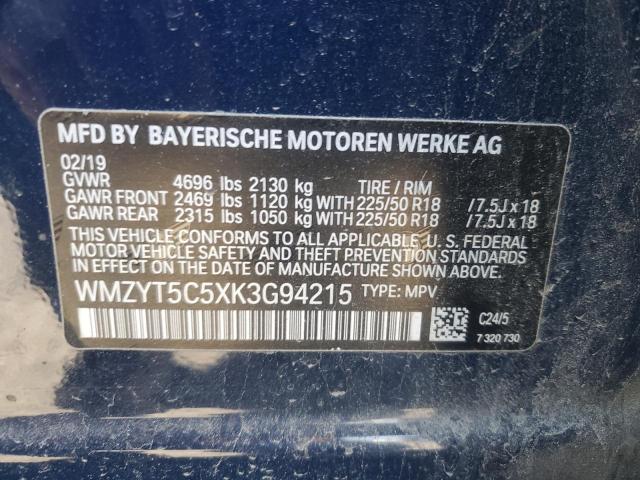 MFD BY BAYERISCHE MOTOREN WERKE AG
02/19
GVWR 4696 lbs 2130 kg TIRE / RIM
GAWR FRONT 2469 lbs 1120 kg WITH 225/50 R18 /7.5J x 18
GAWR REAR 2315 lbs 1050 kg WITH 225/50 R18 /7.5J x 18
THIS VEHICLE CONFORMS TO ALL APPLICABLE U. S. FEDERAL
MOTOR VEHICLE SAFETY AND THEFT PREVENTION STANDARDS
IN EFFECT ON THE DATE OF MANUFACTURE SHOWN ABOVE.
WMZYT5C5XK3G94215 TYPE: MPV
C24/5
7 320 730